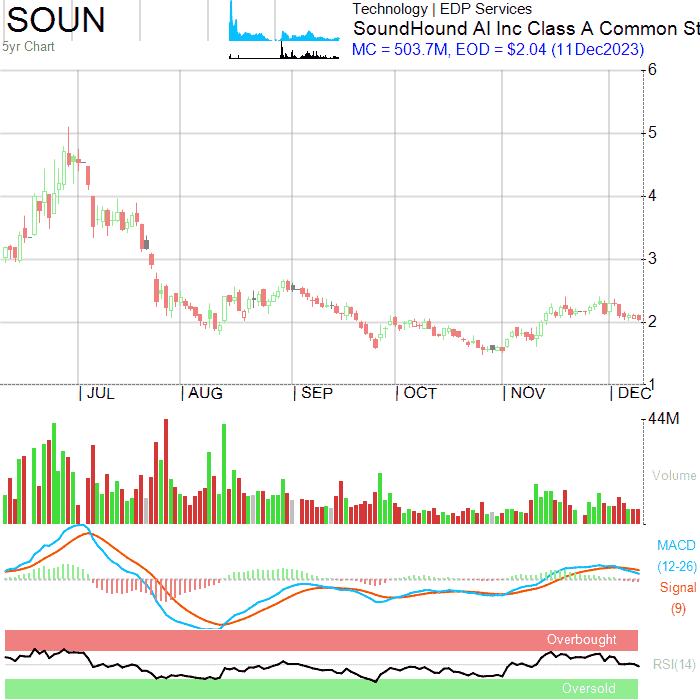 SOUN
5yr Chart
Technology | EDP Services
SoundHound AI Inc Class A Common St
MC = 503.7M, EOD = $2.04 (11Dec2023)
6
5
4
3
2
1
JUL AUG SEP OCT NOV DEC
44M
Volume
MACD
(12-26)
Signal
(9)
Overbought
RSI(14)
Oversold